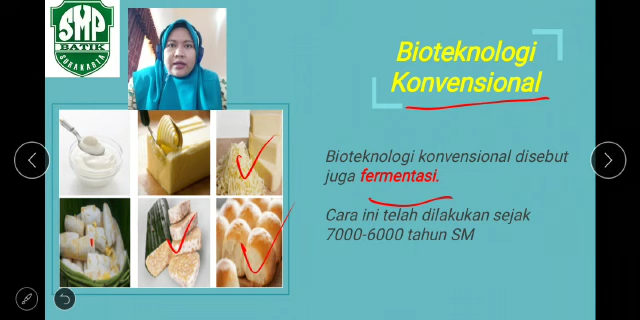 SMP
BATIK
SURAKARTA
Bioteknologi
Konvensional
Bioteknologi konvensional disebut
juga fermentasi.
Cara ini telah dilakukan sejak
7000-6000 tahun SM